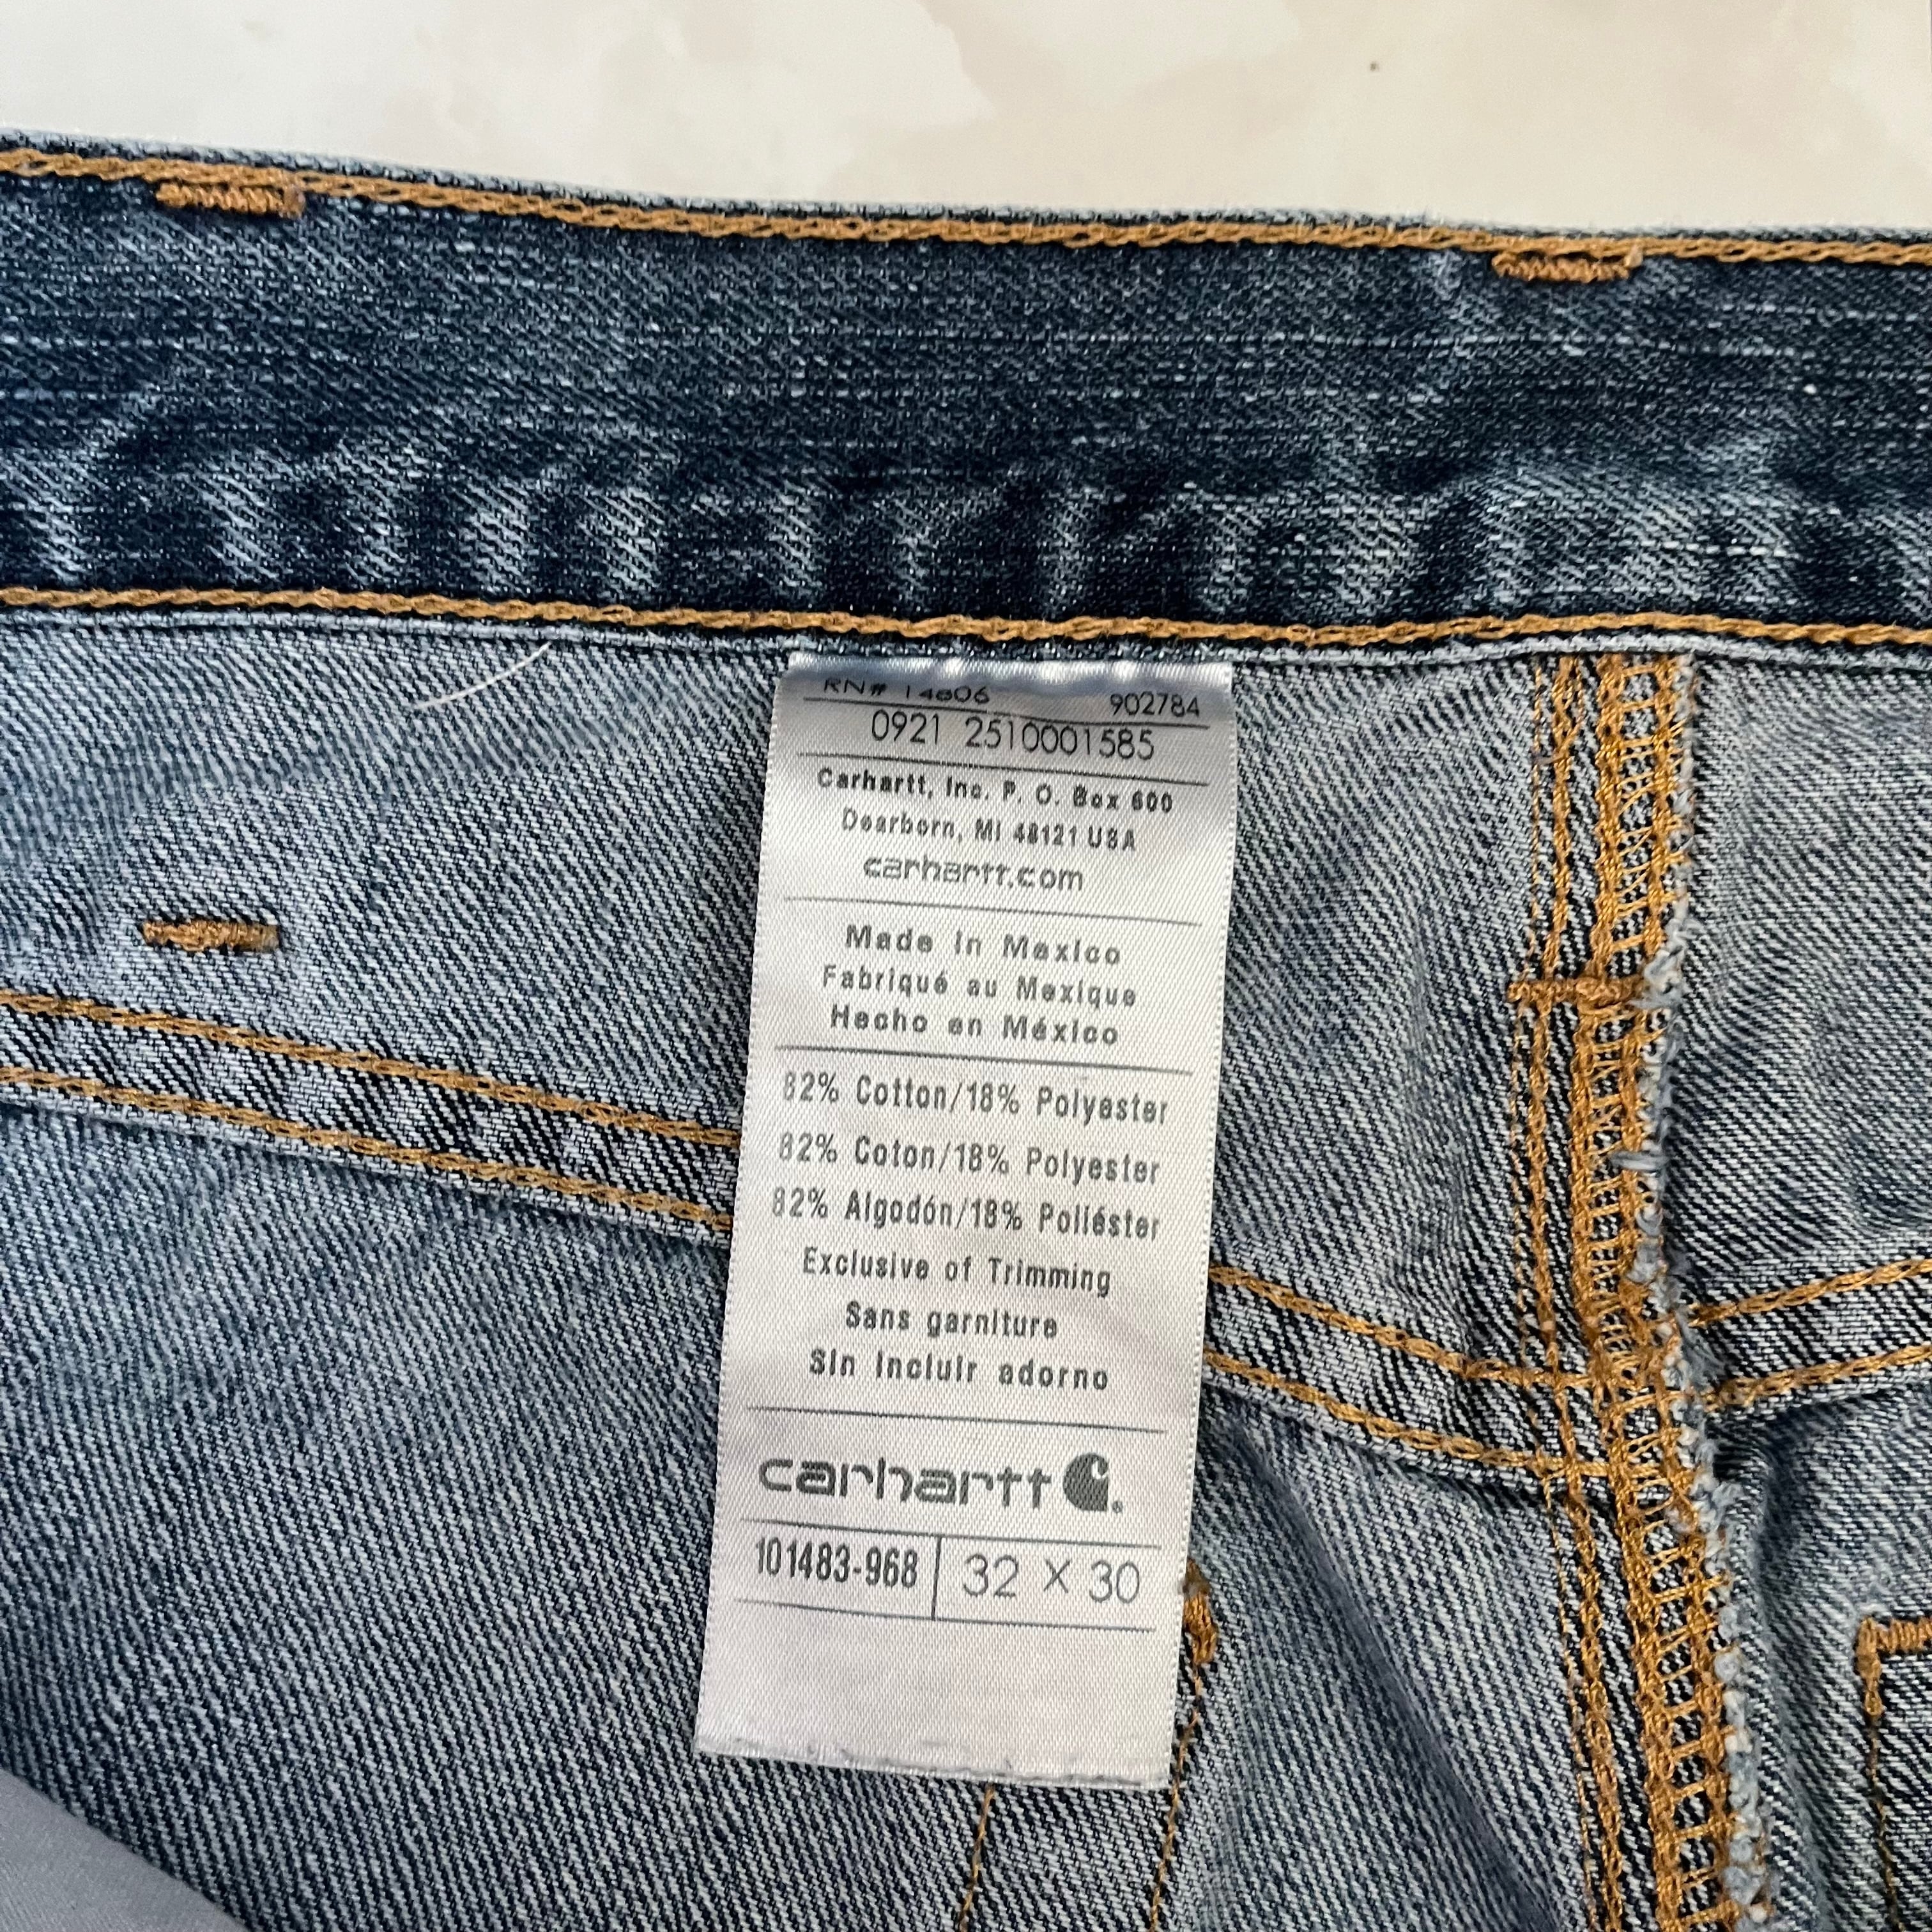 RN# 14806 902784
0921 2510001585
Carhartt, Inc. P. O. Box 600
Dearborn, MI 48121 USA
carhartt.com
Made in Mexico
Fabriqué au Mexique
Hecho en México
82% Cotton/18% Polyester
82% Coton/18% Polyester
82% Algodón/18% Poliéster
Exclusive of Trimming
Sans garniture
Sin incluir adorno
carhartt
101483-968 32 X 30